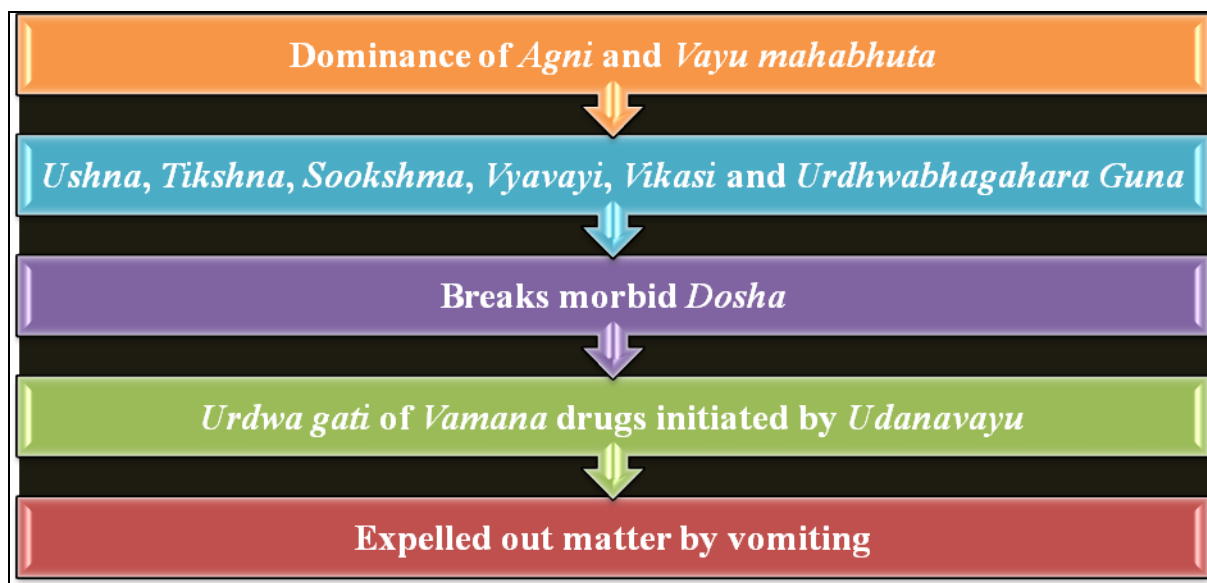 Dominance of Agni and Vayu mahabhuta
Ushna, Tikshna, Sookshma, Vyavayi, Vikasi and Urdhwabhagahara Guna
Breaks morbid Dosha
Urdwa gati of Vamana drugs initiated by Udanavayu
Expelled out matter by vomiting